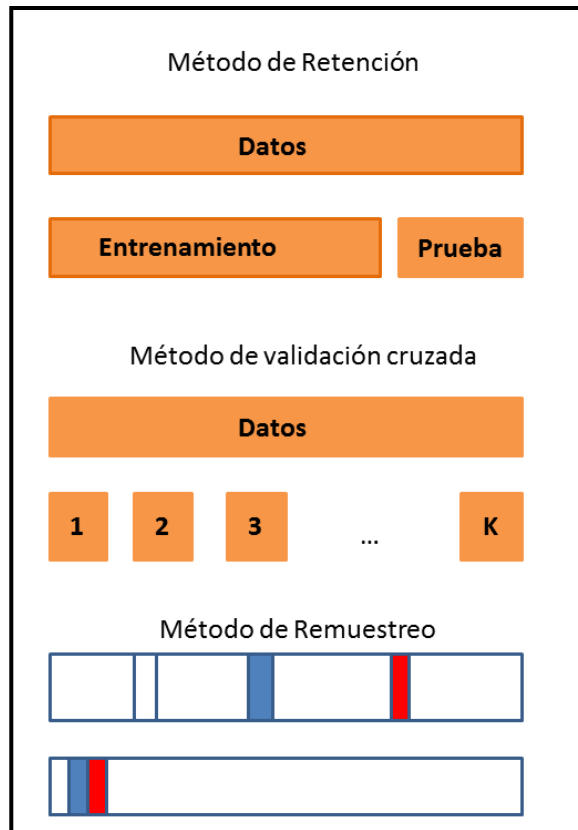 Método de Retención
Datos
Entrenamiento Prueba
Método de validación cruzada
Datos
1 2 3 ... K
Método de Remuestreo